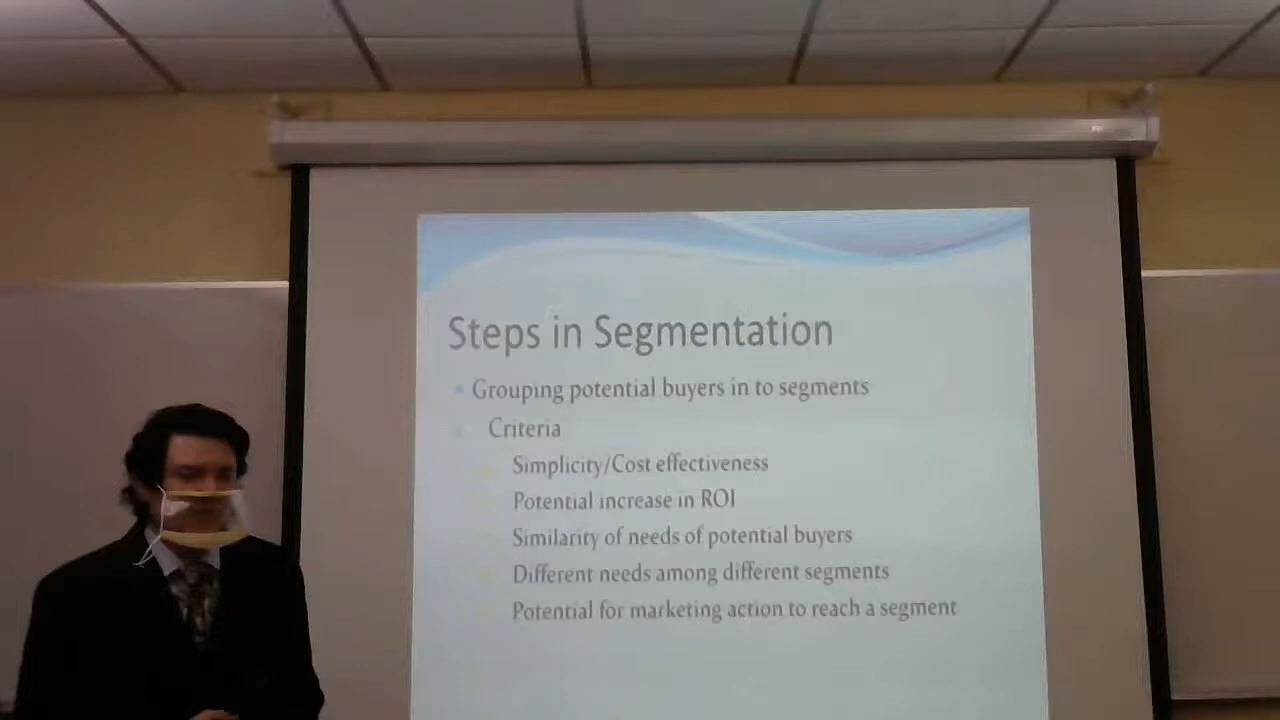 Steps in Segmentation
Grouping potential buyers in to segments
Criteria
Simplicity/Cost effectiveness
Potential increase in ROI
Similarity of needs of potential buyers
Different needs among different segments
Potential for marketing action to reach a segment